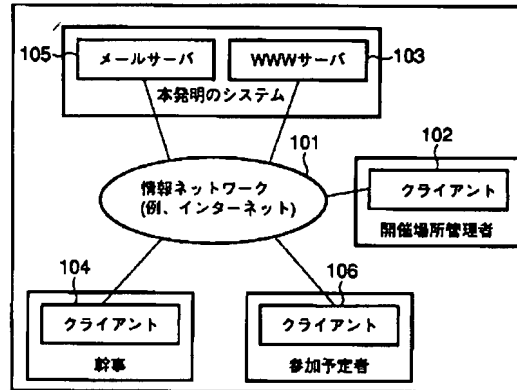 105
メールサーバ
WWWサーバ
103
本発明のシステム
101
102
情報ネットワーク
(例、インターネット)
クライアント
開催場所管理者
104
106
クライアント
クライアント
幹事
参加予定者